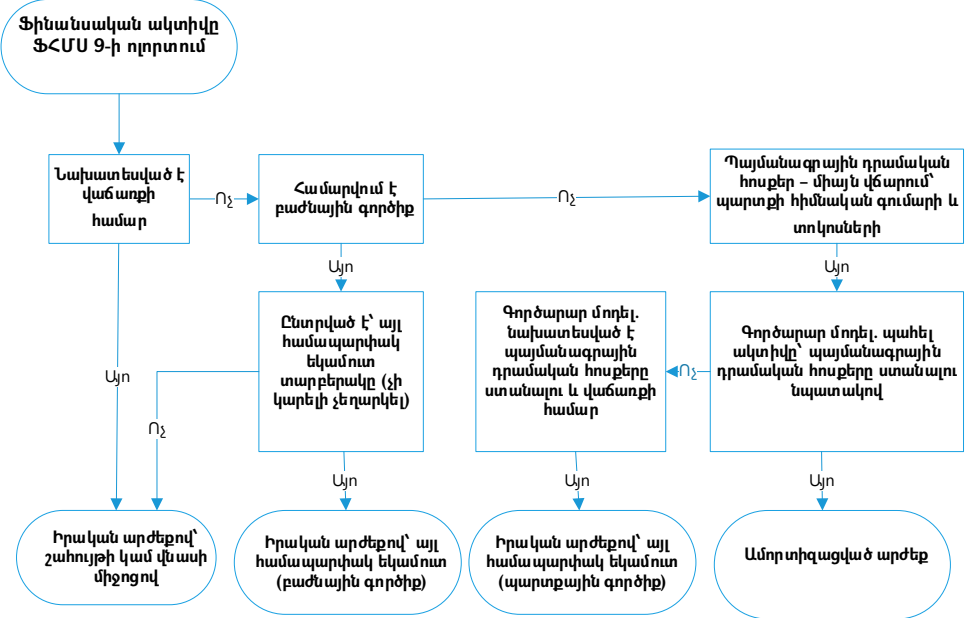 Ֆինանսական ակտիվը
ՖՀՄՍ 9-ի ոլորտում
Նախատեսված է
վաճառքի
համար
Ոչ
Համարվում է
բաժնային գործիք
Ոչ
Պայմանագրային դրամական
հոսքեր – միայն վճարում՝
պարտքի հիմնական գումարի և
տոկոսների
Այո
Այո
Այո
Ընտրված է՝ այլ
համապարփակ
եկամուտ
տարբերակը (չի
կարելի չեղարկել)
Ոչ
Գործարար մոդել.
նախատեսված է
պայմանագրային
դրամական հոսքերը
ստանալու և վաճառքի
համար
Ոչ
Գործարար մոդել. պահել
ակտիվը՝ պայմանագրային
դրամական հոսքերը ստանալու
նպատակով
Այո
Այո
Այո
Իրական արժեքով՝
շահույթի կամ վնասի
միջոցով
Իրական արժեքով՝ այլ
համապարփակ եկամուտ
(բաժնային գործիք)
Իրական արժեքով՝ այլ
համապարփակ եկամուտ
(պարտքային գործիք)
Ամորտիզացված արժեք